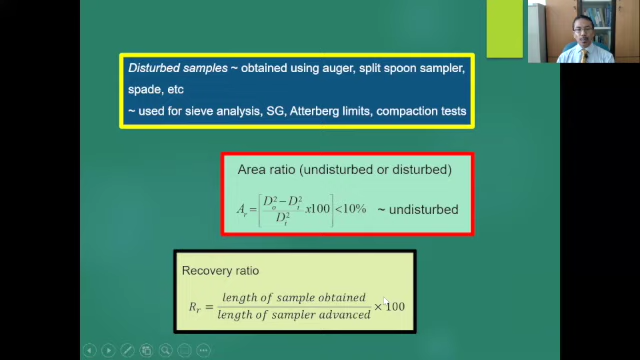 Disturbed samples ~ obtained using auger, split spoon sampler,
spade, etc
~ used for sieve analysis, SG, Atterberg limits, compaction tests
Area ratio (undisturbed or disturbed)
A_r = [ (D_o^2 − D_t^2) / D_t^2 x100 ] < 10% ~ undisturbed
Recovery ratio
R_r = length of sample obtained / length of sampler advanced × 100